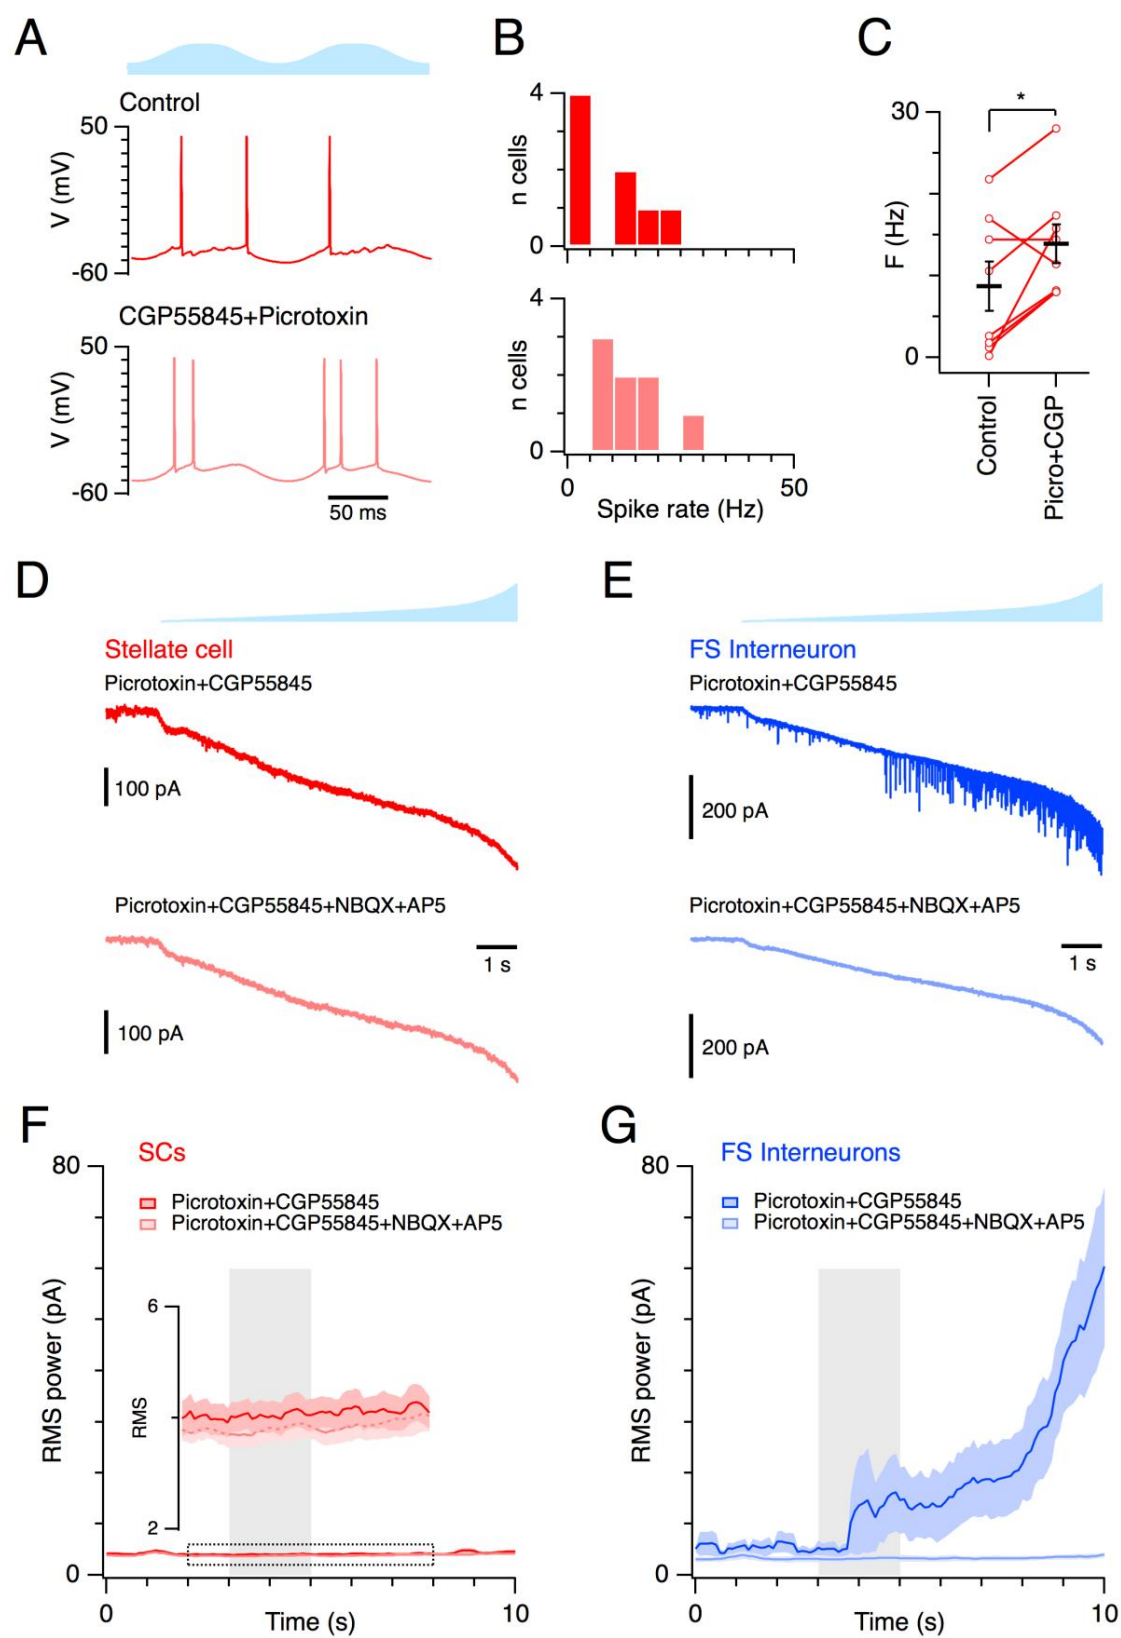 A
B
C
Control
50
V (mV)
-60
CGP55845+Picrotoxin
50
V (mV)
-60
50 ms
4
n cells
0
4
n cells
0
0
50
Spike rate (Hz)
30
*
F (Hz)
0
Control
Picro+CGP
D
Stellate cell
Picrotoxin+CGP55845
100 pA
Picrotoxin+CGP55845+NBQX+AP5
1 s
100 pA
E
FS Interneuron
Picrotoxin+CGP55845
200 pA
Picrotoxin+CGP55845+NBQX+AP5
1 s
200 pA
F
SCs
80
Picrotoxin+CGP55845
Picrotoxin+CGP55845+NBQX+AP5
RMS power (pA)
6
RMS
2
0
0
10
Time (s)
G
FS Interneurons
80
Picrotoxin+CGP55845
Picrotoxin+CGP55845+NBQX+AP5
RMS power (pA)
0
0
10
Time (s)